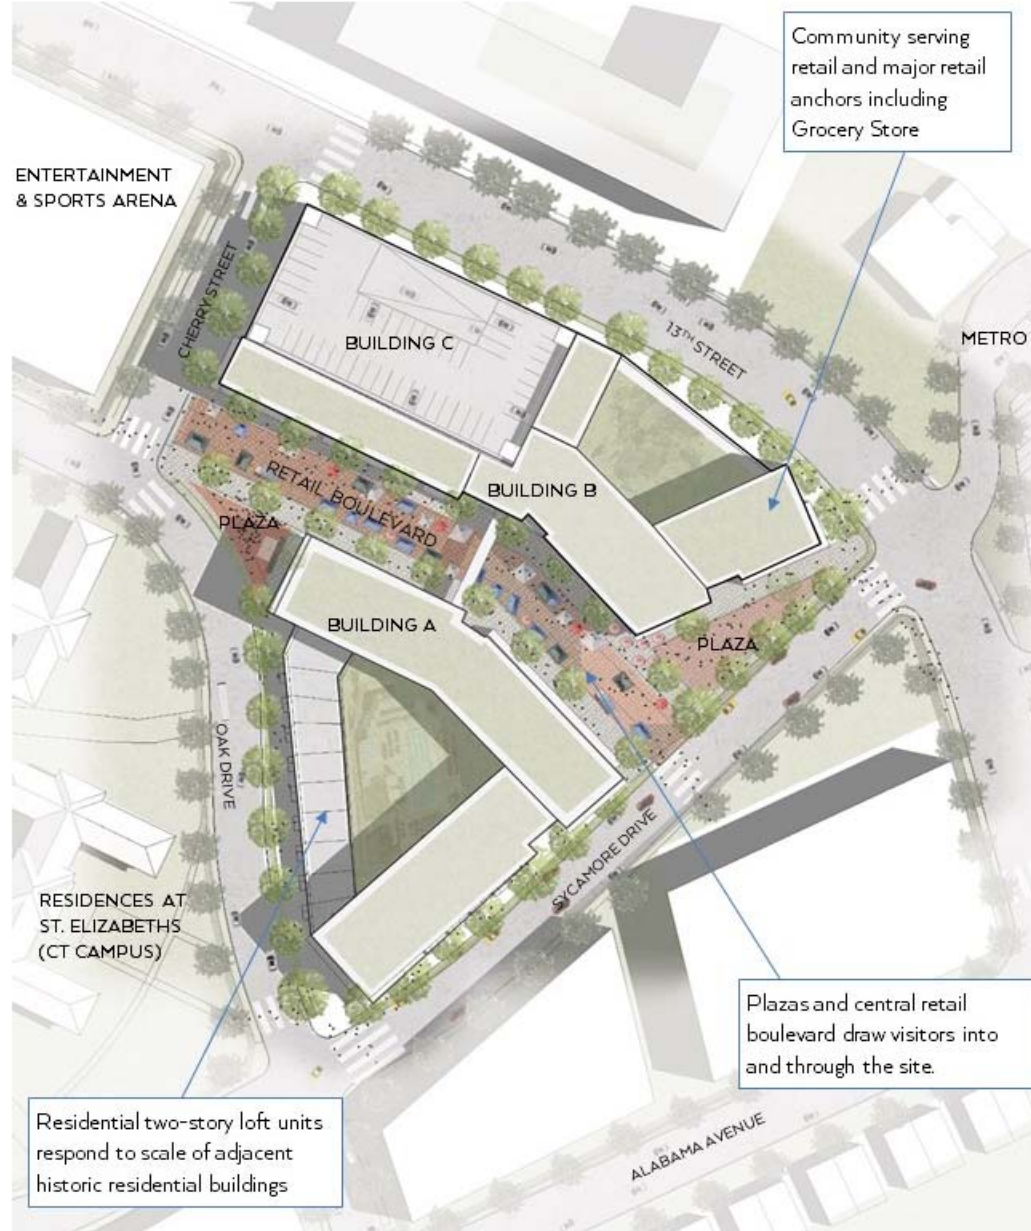 Community serving
retail and major retail
anchors including
Grocery Store
ENTERTAINMENT
& SPORTS ARENA
CHERRY STREET
13TH STREET
METRO
BUILDING C
RETAIL BOULEVARD
BUILDING B
PLAZA
BUILDING A
PLAZA
OAK DRIVE
SYCAMORE DRIVE
RESIDENCES AT
ST. ELIZABETHS
(CT CAMPUS)
Plazas and central retail
boulevard draw visitors into
and through the site.
Residential two-story loft units
respond to scale of adjacent
historic residential buildings
ALABAMA AVENUE